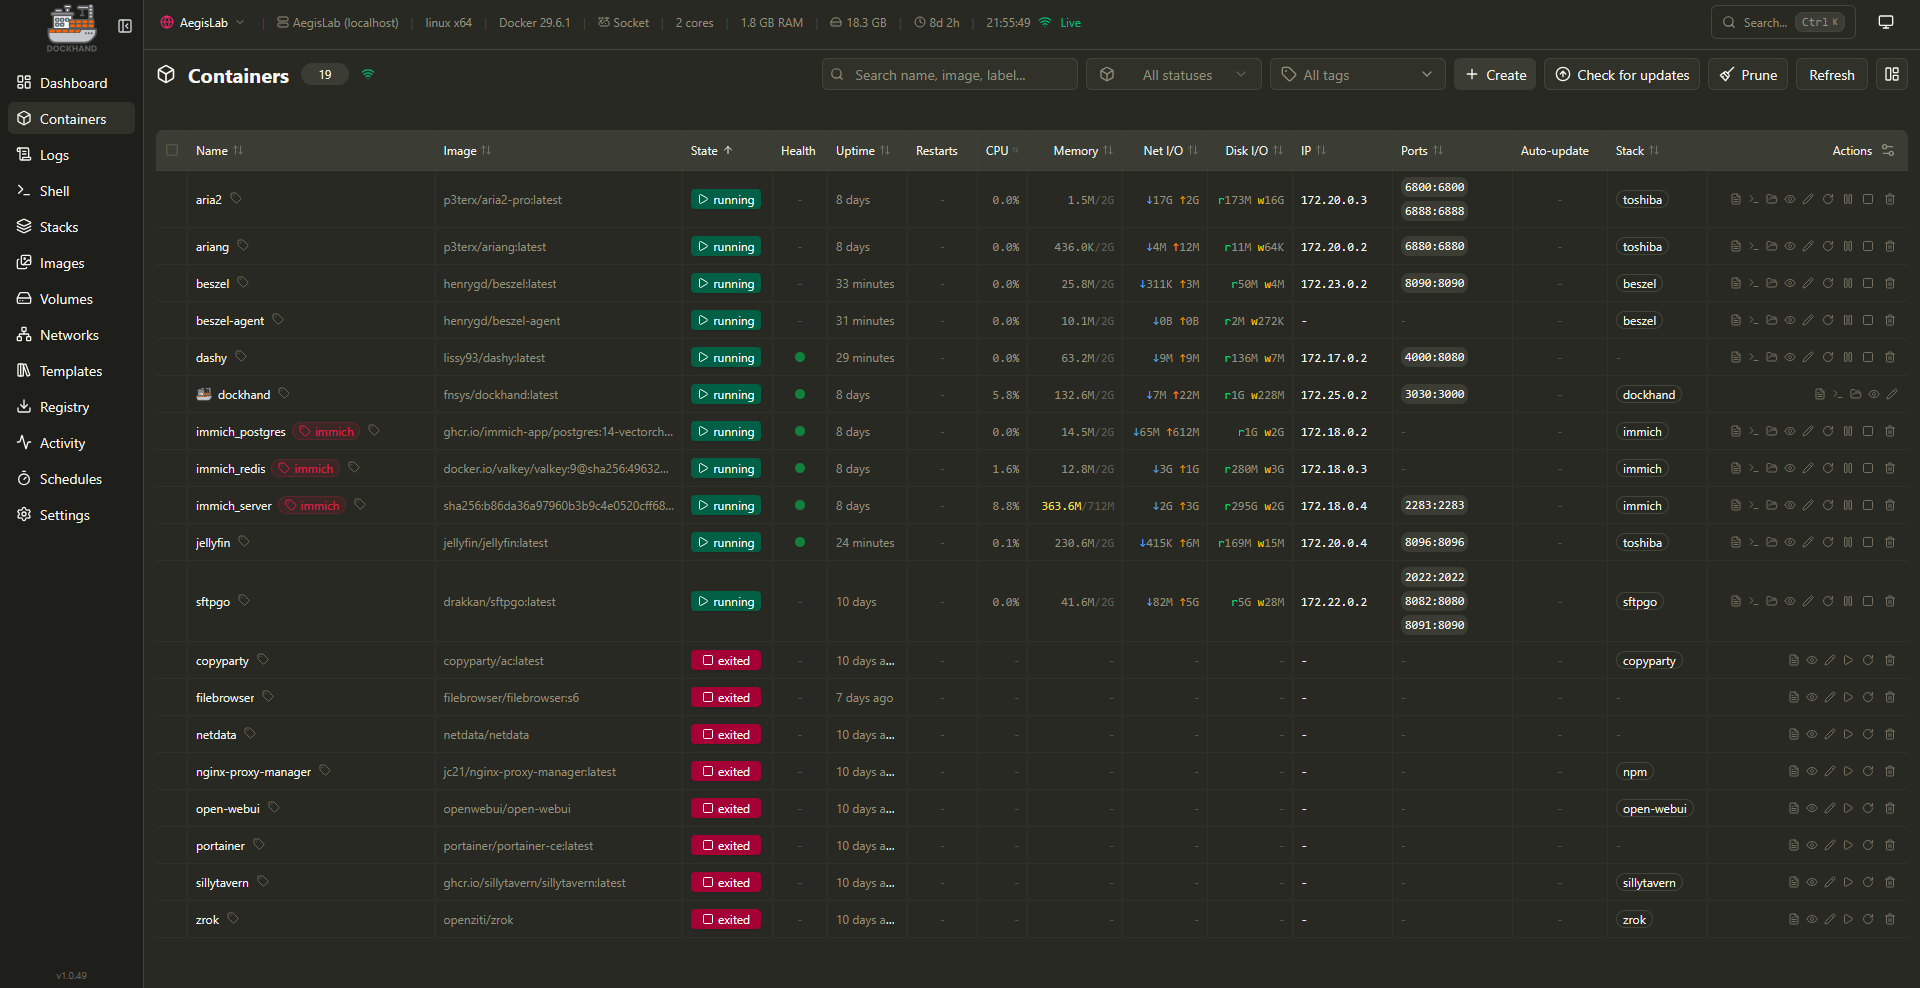 DOCKHAND
AegisLab
AegisLab (localhost)
linux x64
Docker 29.6.1
Socket
2 cores
1.8 GB RAM
18.3 GB
8d 2h
21:55:49
Live
Search...
Ctrl K
Dashboard
Containers
Logs
Shell
Stacks
Images
Volumes
Networks
Templates
Registry
Activity
Schedules
Settings
v1.0.49
Containers 19
Search name, image, label...
All statuses
All tags
Create
Check for updates
Prune
Refresh
Name Image State Health Uptime Restarts CPU Memory Net I/O Disk I/O IP Ports Auto-update Stack Actions
aria2 p3terx/aria2-pro:latest running - 8 days - 0.0% 1.5M/2G ↓17G ↑2G r173M w16G 172.20.0.3 6800:6800 - toshiba
6888:6888
ariang p3terx/ariang:latest running - 8 days - 0.0% 436.0K/2G ↓4M ↑12M r11M w64K 172.20.0.2 6880:6880 - toshiba
beszel henrygd/beszel:latest running - 33 minutes - 0.0% 25.8M/2G ↓311K ↑3M r50M w4M 172.23.0.2 8090:8090 - beszel
beszel-agent henrygd/beszel-agent running - 31 minutes - 0.0% 10.1M/2G ↓0B ↑0B r2M w272K - - - beszel
dashy lissy93/dashy:latest running 29 minutes - 0.0% 63.2M/2G ↓9M ↑9M r136M w7M 172.17.0.2 4000:8080 - -
dockhand fnsys/dockhand:latest running 8 days - 5.8% 132.6M/2G ↓7M ↑22M r1G w228M 172.25.0.2 3030:3000 - dockhand
immich_postgres immich ghcr.io/immich-app/postgres:14-vectorch... running 8 days - 0.0% 14.5M/2G ↓65M ↑612M r1G w2G 172.18.0.2 - - immich
immich_redis immich docker.io/valkey/valkey:9@sha256:49632... running 8 days - 1.6% 12.8M/2G ↓3G ↑1G r280M w3G 172.18.0.3 - - immich
immich_server immich sha256:b86da36a97960b3b9c4e0520cff68... running 8 days - 8.8% 363.6M/712M ↓2G ↑3G r295G w2G 172.18.0.4 2283:2283 - immich
jellyfin jellyfin/jellyfin:latest running 24 minutes - 0.1% 230.6M/2G ↓415K ↑6M r169M w15M 172.20.0.4 8096:8096 - toshiba
sftpgo drakkan/sftpgo:latest running - 10 days - 0.0% 41.6M/2G ↓82M ↑5G r5G w28M 172.22.0.2 2022:2022 - sftpgo
8082:8080
8091:8090
copyparty copyparty/ac:latest exited - 10 days a... - - - - - - - - copyparty
filebrowser filebrowser/filebrowser:s6 exited - 7 days ago - - - - - - - - -
netdata netdata/netdata exited - 10 days a... - - - - - - - - -
nginx-proxy-manager jc21/nginx-proxy-manager:latest exited - 10 days a... - - - - - - - - npm
open-webui openwebui/open-webui exited - 10 days a... - - - - - - - - open-webui
portainer portainer/portainer-ce:latest exited - 10 days a... - - - - - - - - -
sillytavern ghcr.io/sillytavern/sillytavern:latest exited - 10 days a... - - - - - - - - sillytavern
zrok openziti/zrok exited - 10 days a... - - - - - - - - zrok